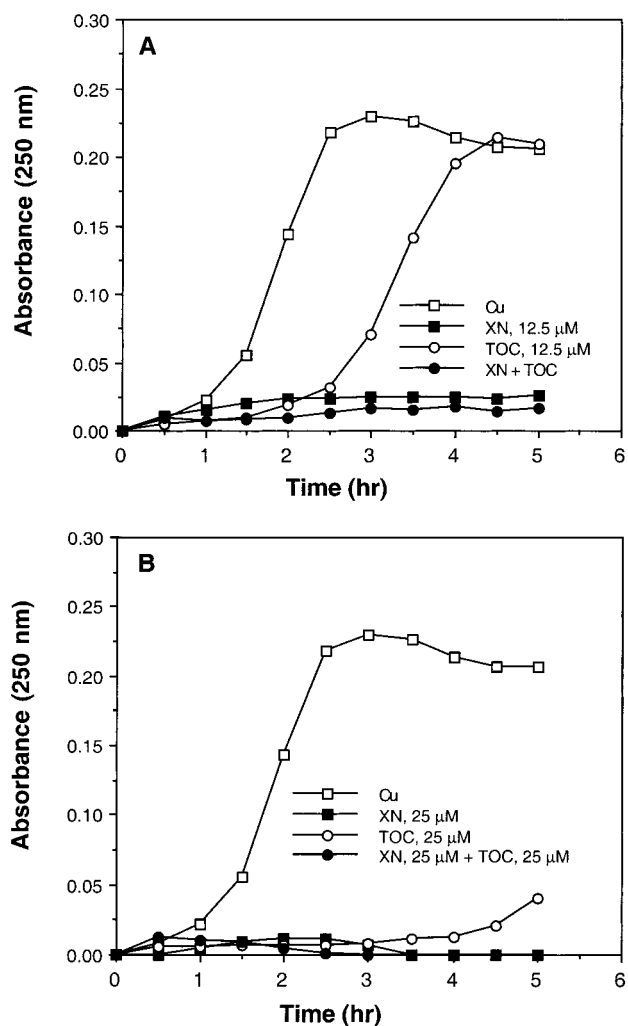 A
Absorbance (250 nm)
0.30
0.25
0.20
0.15
0.10
0.05
0.00
Cu
XN, 12.5 µM
TOC, 12.5 µM
XN + TOC
0 1 2 3 4 5 6
Time (hr)
B
Absorbance (250 nm)
0.30
0.25
0.20
0.15
0.10
0.05
0.00
Cu
XN, 25 µM
TOC, 25 µM
XN, 25 µM + TOC, 25 µM
0 1 2 3 4 5 6
Time (hr)